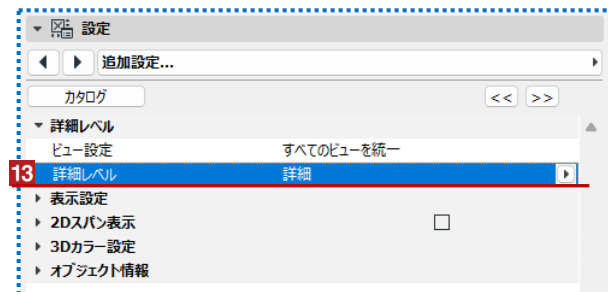 設定
追加設定...
カタログ << >>
詳細レベル
ビュー設定 すべてのビューを統一
13 詳細レベル 詳細
表示設定
2Dスパン表示
3Dカラー設定
オブジェクト情報